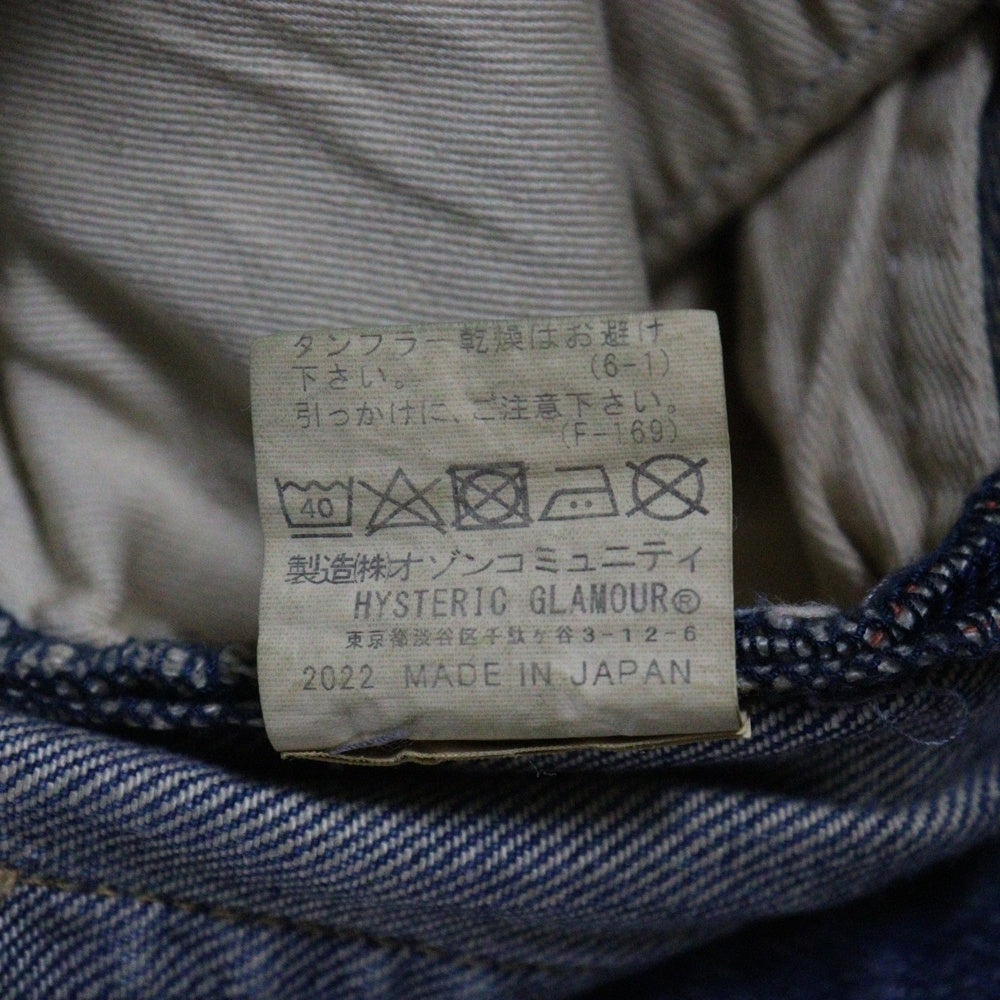 タンブラー乾燥はお避け
下さい。 (6-1)
引っかけに、ご注意下さい。
(F-169)
40
製造㈱オゾンコミュニティ
HYSTERIC GLAMOUR®
東京都渋谷区千駄ケ谷3-12-6
2022 MADE IN JAPAN